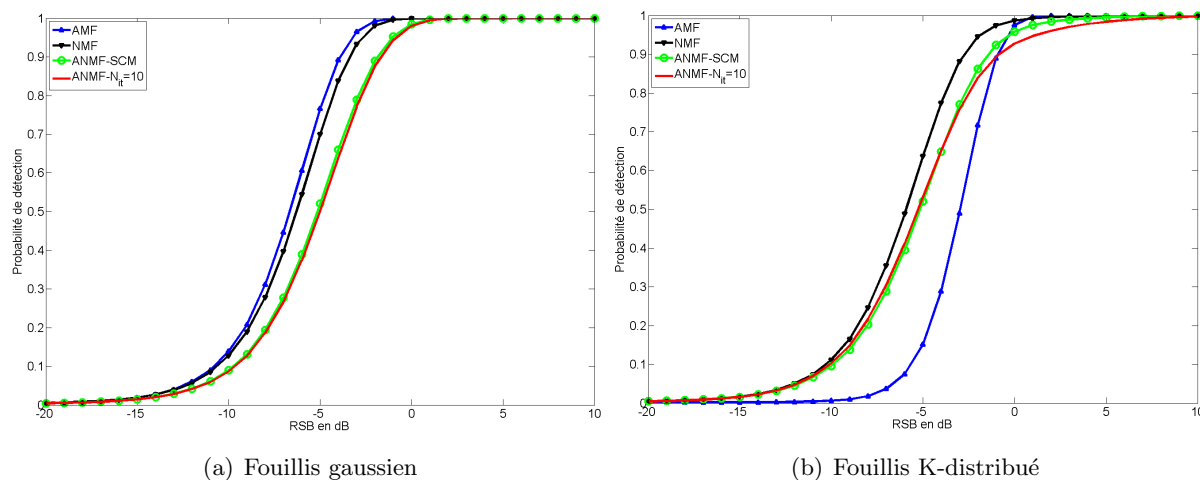 AMF
NMF
ANMF-SCM
ANMF-N_it=10
Probabilité de détection
1
0.9
0.8
0.7
0.6
0.5
0.4
0.3
0.2
0.1
0
-20
-15
-10
-5
0
5
10
RSB en dB
(a) Fouillis gaussien
AMF
NMF
ANMF-SCM
ANMF-N_it=10
Probabilité de détection
1
0.9
0.8
0.7
0.6
0.5
0.4
0.3
0.2
0.1
0
-20
-15
-10
-5
0
5
10
RSB en dB
(b) Fouillis K-distribué